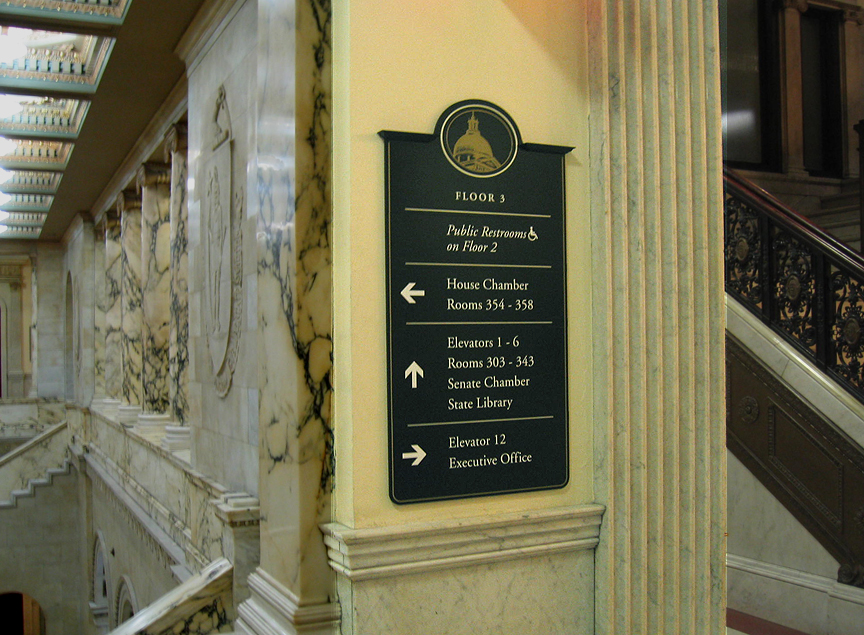 FLOOR 3
Public Restrooms
on Floor 2
House Chamber
Rooms 354 - 358
Elevators 1 - 6
Rooms 303 - 343
Senate Chamber
State Library
Elevator 12
Executive Office